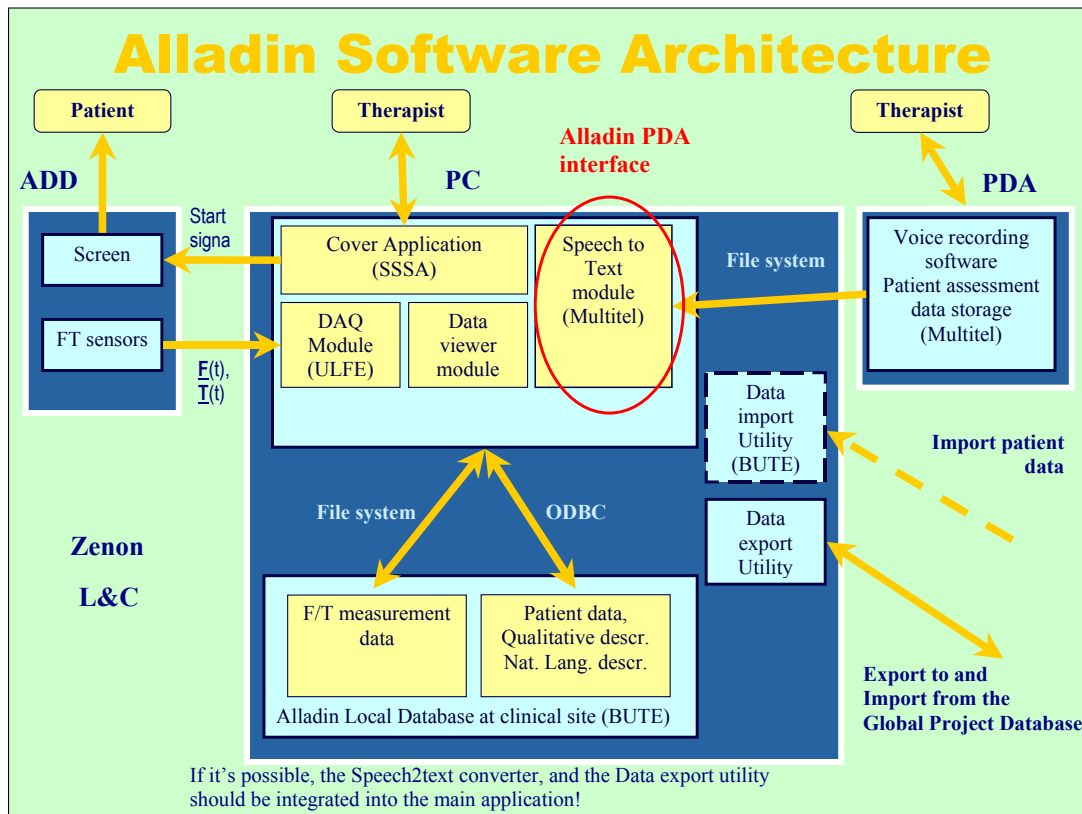 Alladin Software Architecture
Patient
Therapist
Therapist
Alladin PDA
interface
ADD
PC
PDA
Start
signa
Screen
FT sensors
F(t),
T(t)
Cover Application
(SSSA)
DAQ
Module
(ULFE)
Data
viewer
module
Speech to
Text
module
(Multitel)
File system
Voice recording
software
Patient assessment
data storage
(Multitel)
Data
import
Utility
(BUTE)
Import patient
data
File system
ODBC
Data
export
Utility
Zenon
L&C
F/T measurement
data
Patient data,
Qualitative descr.
Nat. Lang. descr.
Alladin Local Database at clinical site (BUTE)
Export to and
Import from the
Global Project Database
If it's possible, the Speech2text converter, and the Data export utility
should be integrated into the main application!